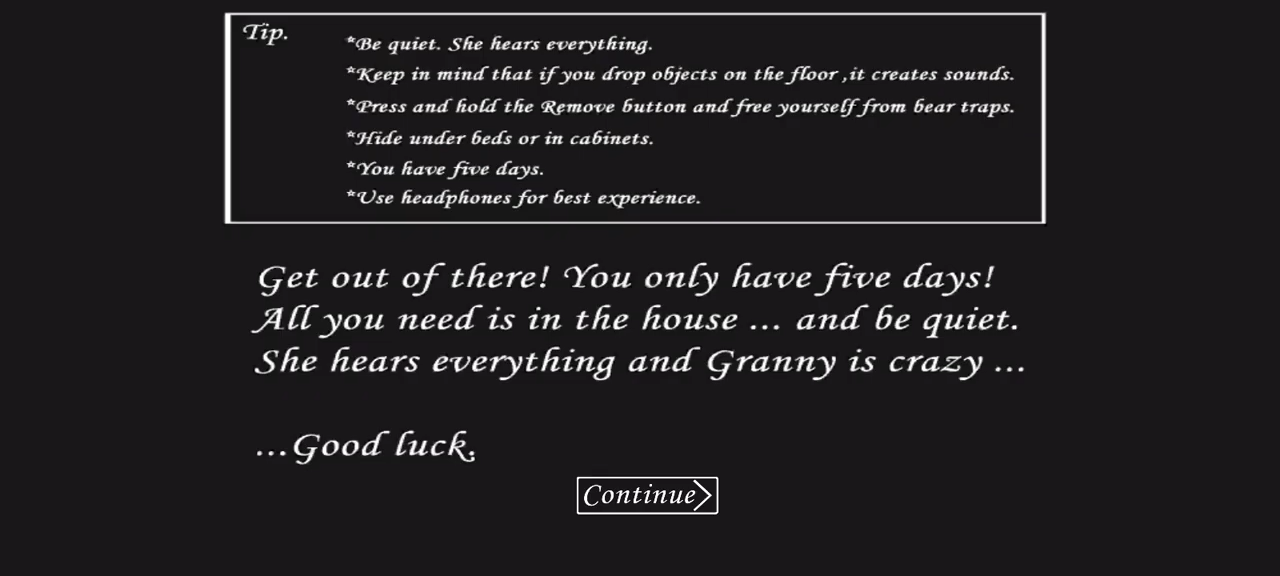 Tip.
*Be quiet. She hears everything.
*Keep in mind that if you drop objects on the floor ,it creates sounds.
*Press and hold the Remove button and free yourself from bear traps.
*Hide under beds or in cabinets.
*You have five days.
*Use headphones for best experience.
Get out of there! You only have five days!
All you need is in the house ... and be quiet.
She hears everything and Granny is crazy ...
...Good luck.
Continue>